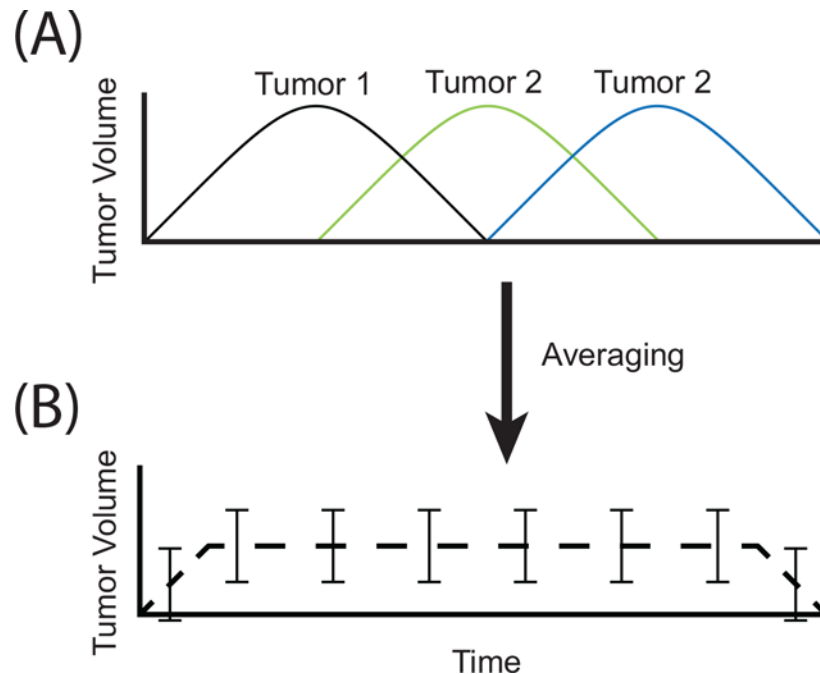 (A)
Tumor 1 Tumor 2 Tumor 2
Tumor Volume
Averaging
(B)
Tumor Volume
Time